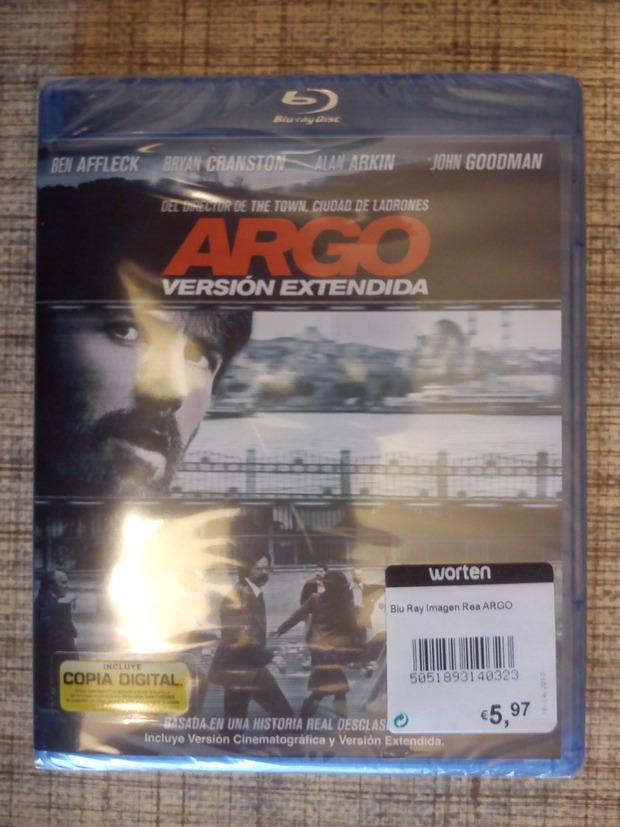 Blu-ray Disc
BEN AFFLECK BRYAN CRANSTON ALAN ARKIN JOHN GOODMAN
DEL DIRECTOR DE THE TOWN, CIUDAD DE LADRONES
ARGO
VERSIÓN EXTENDIDA
worten
Blu Ray Imagen Rea ARGO
5051893140323
€5,97
INCLUYE
COPIA DIGITAL.
BASADA EN UNA HISTORIA REAL
Incluye Versión Cinematográfica y Versión Extendida.